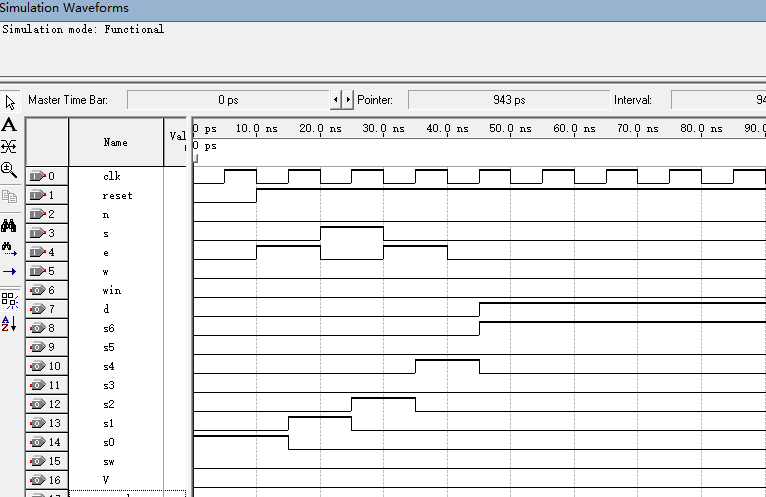 Simulation Waveforms
Simulation mode: Functional
Master Time Bar: 0 ps Pointer: 943 ps Interval: 94
Name Val 0 ps 10.0 ns 20.0 ns 30.0 ns 40.0 ns 50.0 ns 60.0 ns 70.0 ns 80.0 ns 90.0
0 ps
0 clk
1 reset
2 n
3 s
4 e
5 w
6 win
7 d
8 s6
9 s5
10 s4
11 s3
12 s2
13 s1
14 s0
15 sw
16 V